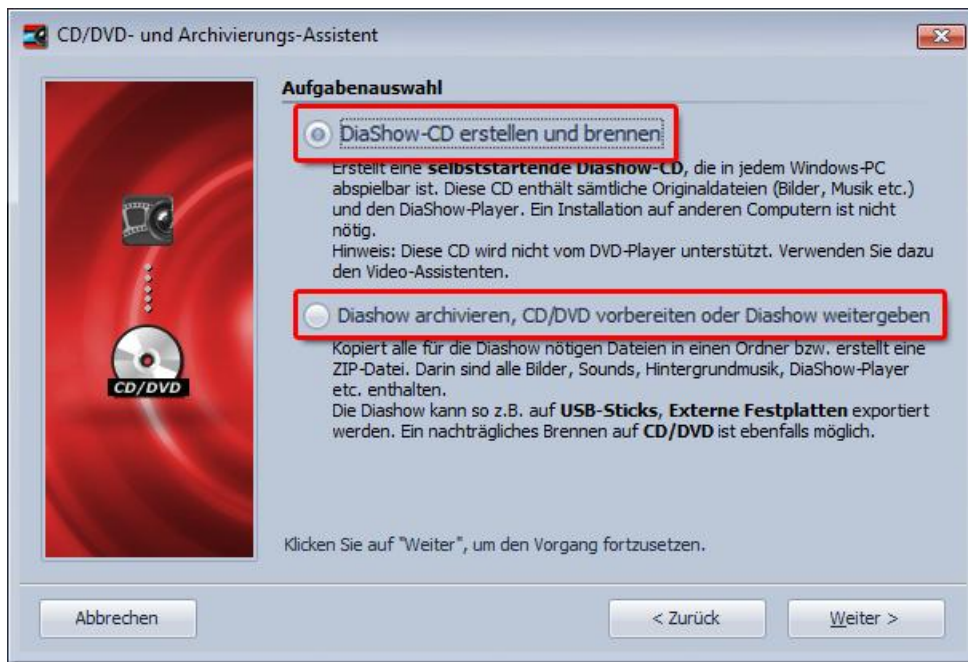 CD/DVD- und Archivierungs-Assistent
Aufgabenauswahl
DiaShow-CD erstellen und brennen
Erstellt eine selbststartende Diashow-CD, die in jedem Windows-PC
abspielbar ist. Diese CD enthält sämtliche Originaldateien (Bilder, Musik etc.)
und den DiaShow-Player. Ein Installation auf anderen Computern ist nicht
nötig.
Hinweis: Diese CD wird nicht vom DVD-Player unterstützt. Verwenden Sie dazu
den Video-Assistenten.
Diashow archivieren, CD/DVD vorbereiten oder Diashow weitergeben
Kopiert alle für die Diashow nötigen Dateien in einen Ordner bzw. erstellt eine
ZIP-Datei. Darin sind alle Bilder, Sounds, Hintergrundmusik, DiaShow-Player
etc. enthalten.
Die Diashow kann so z.B. auf USB-Sticks, Externe Festplatten exportiert
werden. Ein nachträgliches Brennen auf CD/DVD ist ebenfalls möglich.
CD/DVD
Klicken Sie auf "Weiter", um den Vorgang fortzusetzen.
Abbrechen
< Zurück
Weiter >